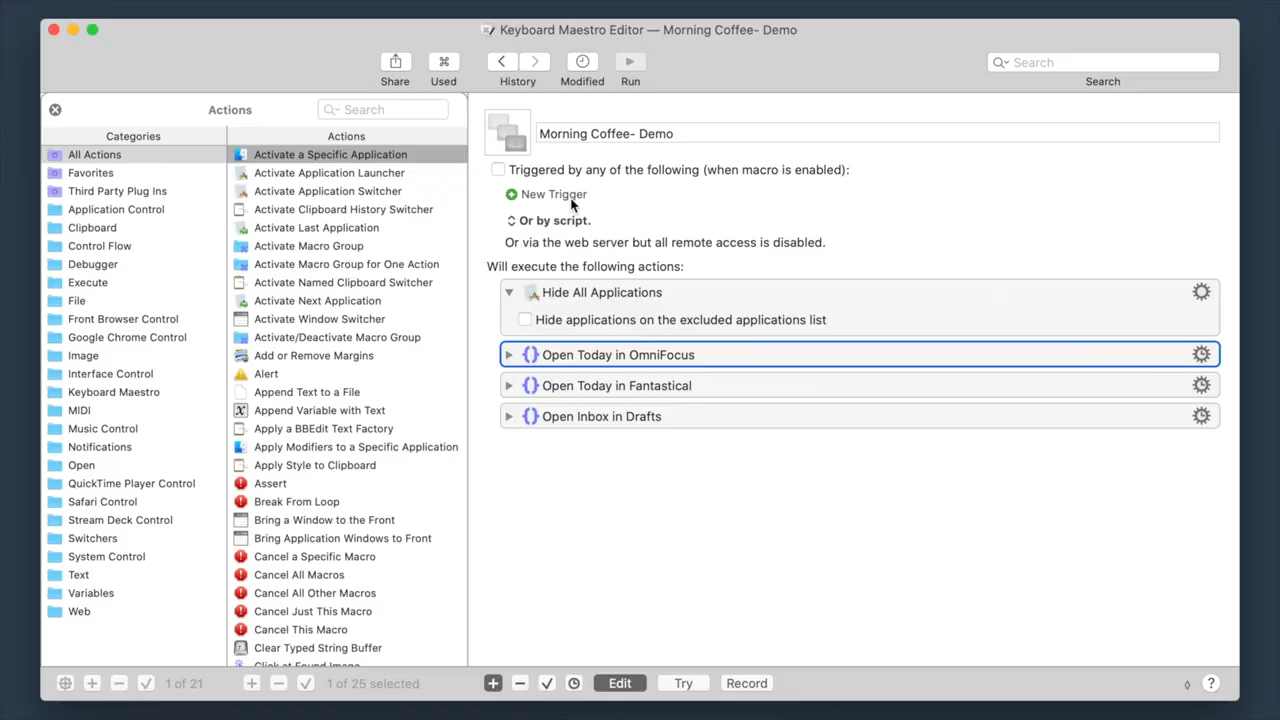 Keyboard Maestro Editor — Morning Coffee- Demo
Share
Used
History
Modified
Run
Search
Search
Actions
Search
Categories
All Actions
Favorites
Third Party Plug Ins
Application Control
Clipboard
Control Flow
Debugger
Execute
File
Front Browser Control
Google Chrome Control
Image
Interface Control
Keyboard Maestro
MIDI
Music Control
Notifications
Open
QuickTime Player Control
Safari Control
Stream Deck Control
Switchers
System Control
Text
Variables
Web
1 of 21
Actions
Activate a Specific Application
Activate Application Launcher
Activate Application Switcher
Activate Clipboard History Switcher
Activate Last Application
Activate Macro Group
Activate Macro Group for One Action
Activate Named Clipboard Switcher
Activate Next Application
Activate Window Switcher
Activate/Deactivate Macro Group
Add or Remove Margins
Alert
Append Text to a File
Append Variable with Text
Apply a BBEdit Text Factory
Apply Modifiers to a Specific Application
Apply Style to Clipboard
Assert
Break From Loop
Bring a Window to the Front
Bring Application Windows to Front
Cancel a Specific Macro
Cancel All Macros
Cancel All Other Macros
Cancel Just This Macro
Cancel This Macro
Clear Typed String Buffer
Click at Found Image
1 of 25 selected
Morning Coffee- Demo
Triggered by any of the following (when macro is enabled):
New Trigger
Or by script.
Or via the web server but all remote access is disabled.
Will execute the following actions:
Hide All Applications
Hide applications on the excluded applications list
Open Today in OmniFocus
Open Today in Fantastical
Open Inbox in Drafts
Edit
Try
Record
?